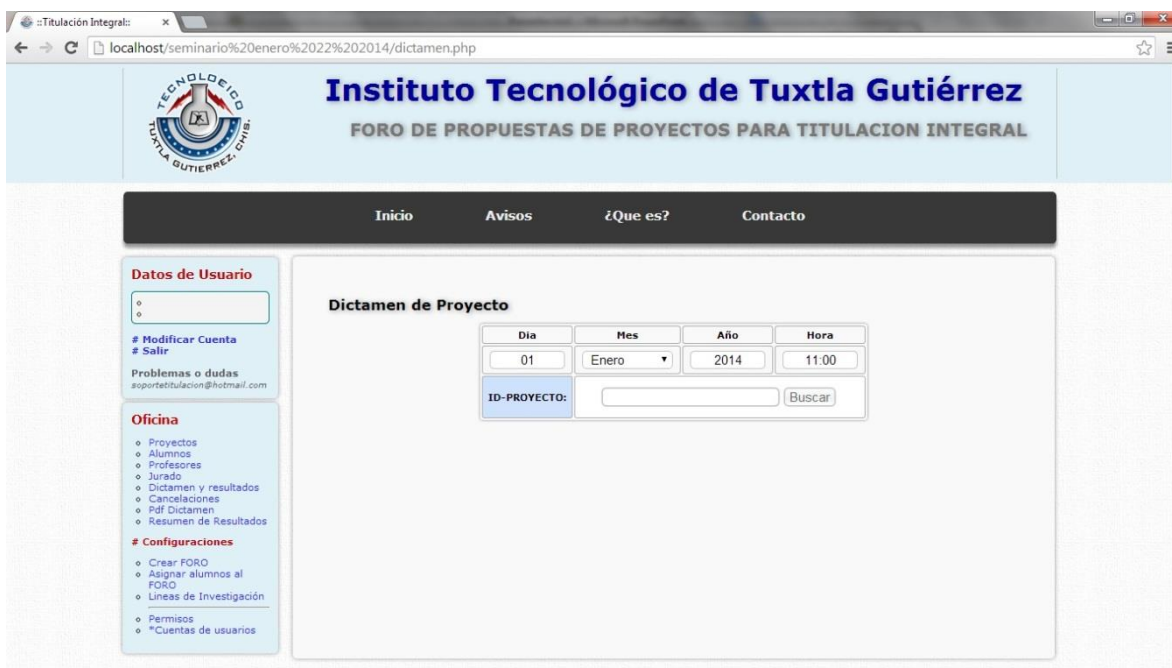 ::Titulación Integral::
localhost/seminario%20enero%2022%202014/dictamen.php
TECNOLOGICO
TUXTLA GUTIERREZ, CHIS.
Instituto Tecnológico de Tuxtla Gutiérrez
FORO DE PROPUESTAS DE PROYECTOS PARA TITULACION INTEGRAL
Inicio Avisos ¿Que es? Contacto
Datos de Usuario
# Modificar Cuenta
# Salir
Problemas o dudas
soportetitulacion@hotmail.com
Oficina
Proyectos
Alumnos
Profesores
Jurado
Dictamen y resultados
Cancelaciones
Pdf Dictamen
Resumen de Resultados
# Configuraciones
Crear FORO
Asignar alumnos al
FORO
Lineas de Investigación
Permisos
*Cuentas de usuarios
Dictamen de Proyecto
Dia Mes Año Hora
01 Enero 2014 11:00
ID-PROYECTO: Buscar